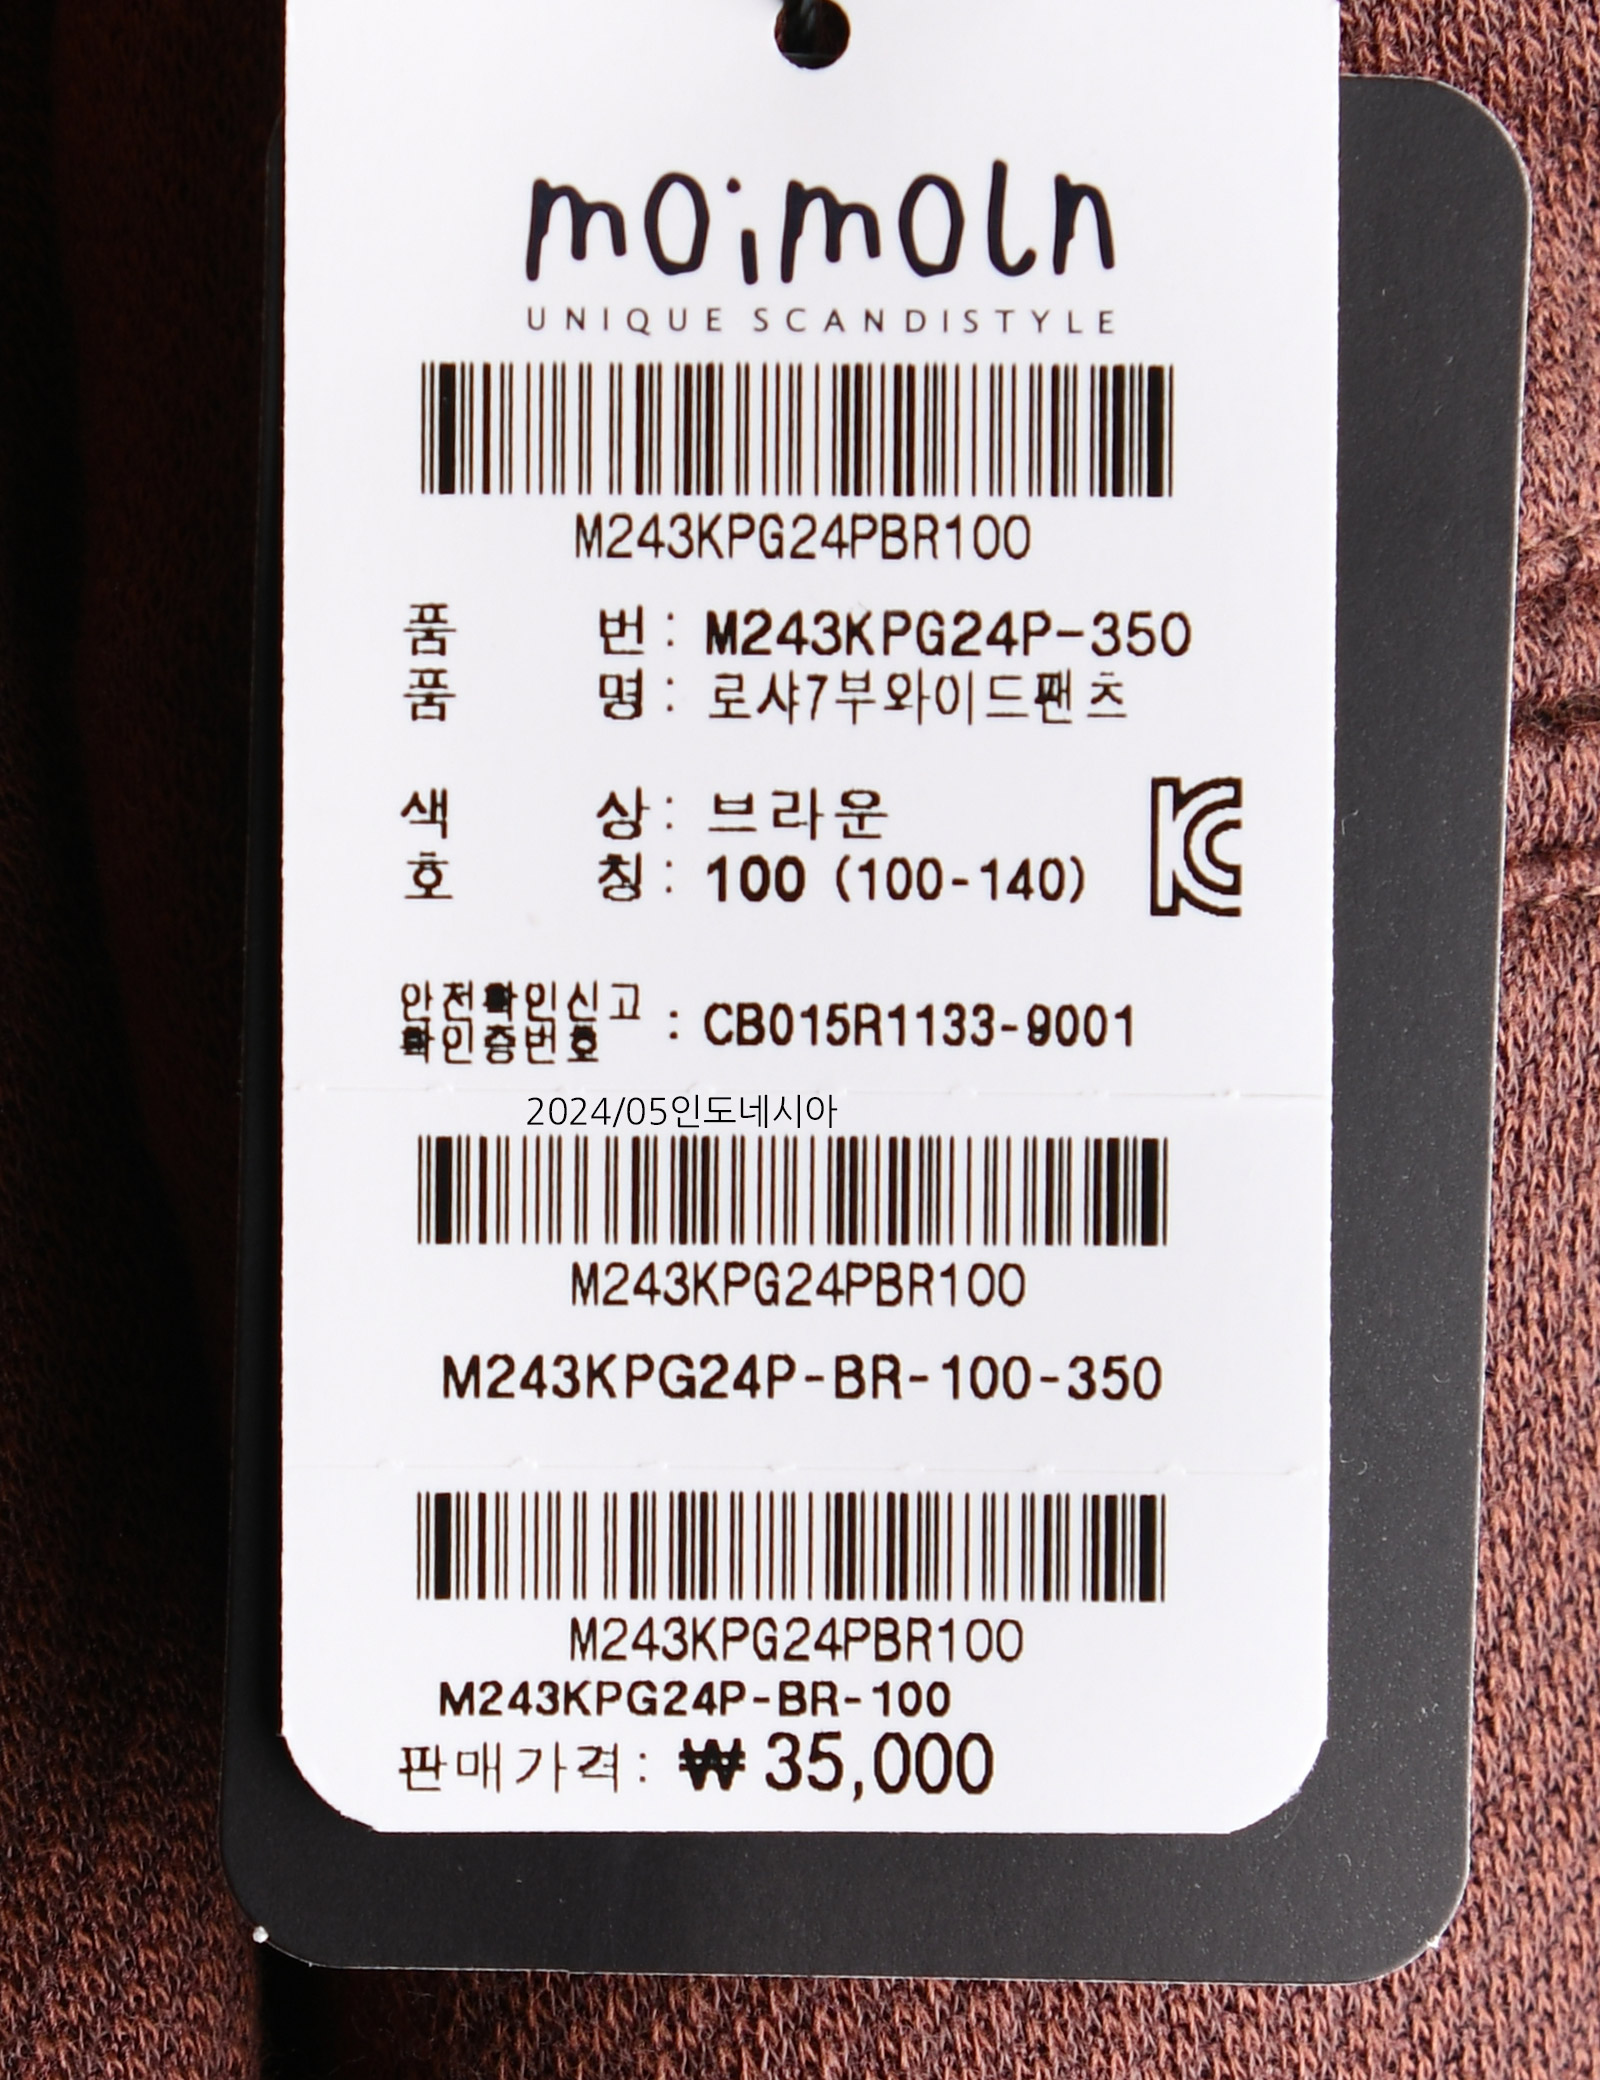 moimoln
UNIQUE SCANDISTYLE
M243KPG24PBR100
품 번 : M243KPG24P-350
품 명 : 로샤7부와이드팬츠
색 상 : 브라운
호 칭 : 100 (100-140)
안전확인신고
확인증번호 : CB015R1133-9001
2024/05인도네시아
M243KPG24PBR100
M243KPG24P-BR-100-350
M243KPG24PBR100
M243KPG24P-BR-100
판매가격: ₩35,000